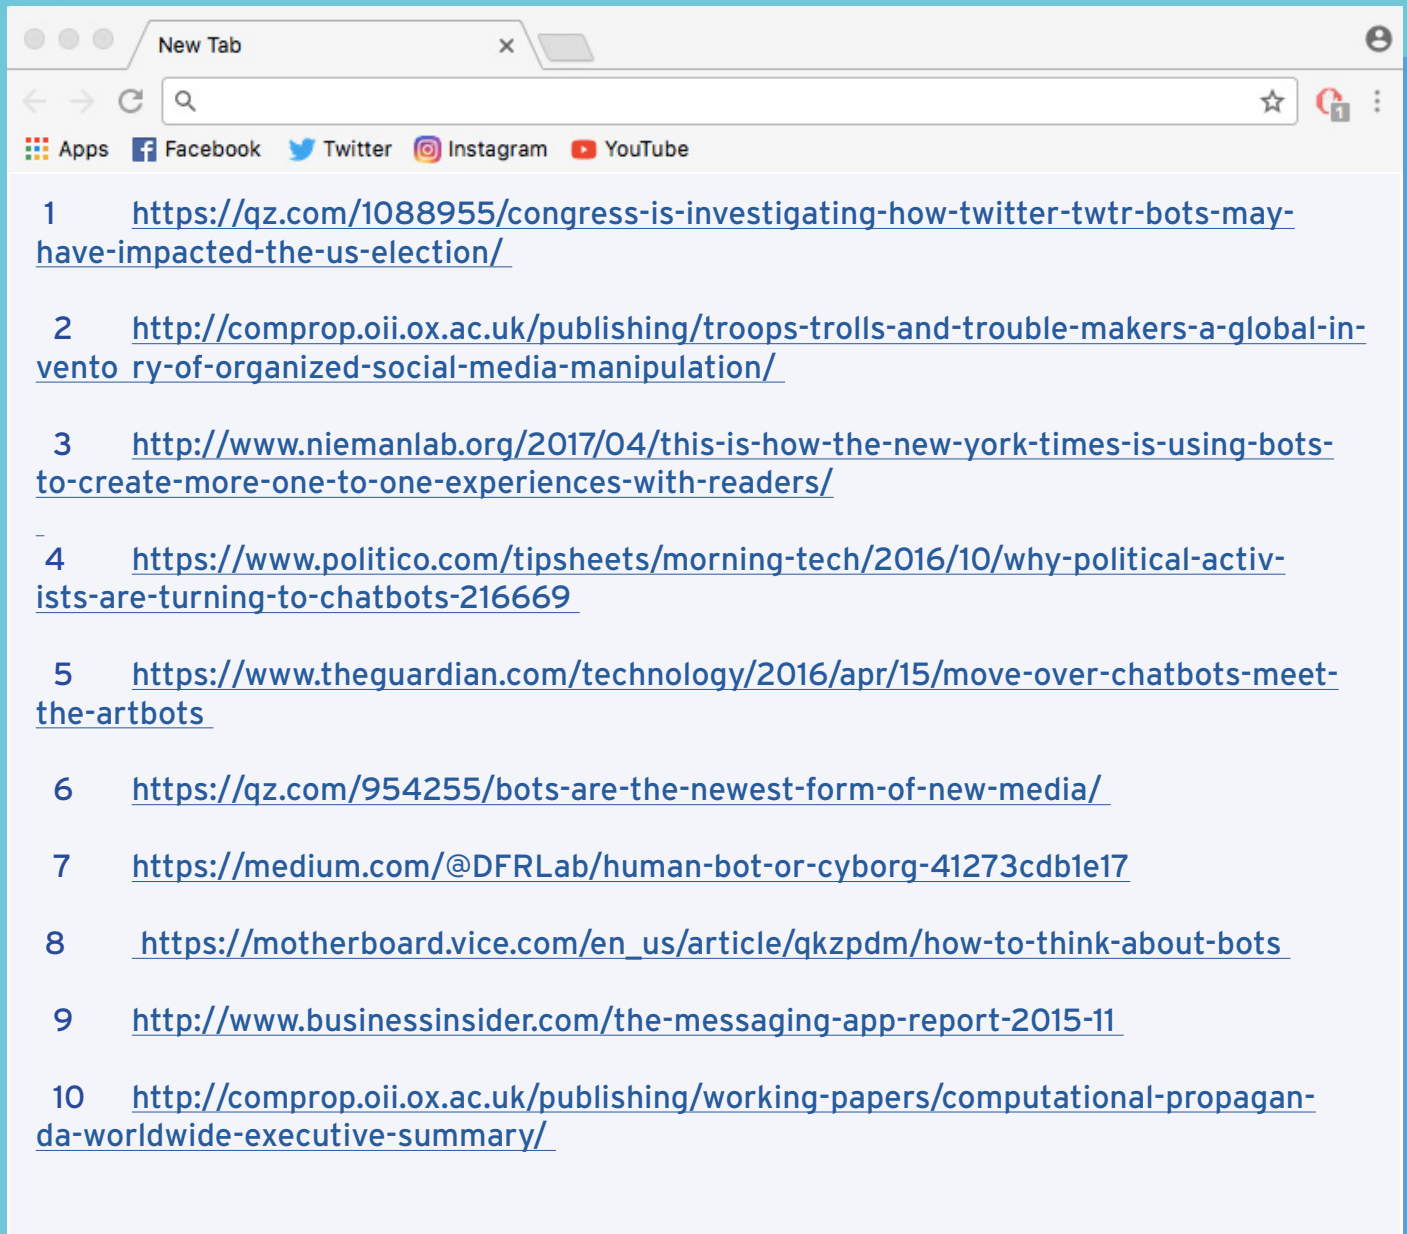 New Tab
1
Apps Facebook Twitter Instagram YouTube
1 https://qz.com/1088955/congress-is-investigating-how-twitter-twtr-bots-may-
have-impacted-the-us-election/
2 http://comprop.oii.ox.ac.uk/publishing/troops-trolls-and-trouble-makers-a-global-in-
vento ry-of-organized-social-media-manipulation/
3 http://www.niemanlab.org/2017/04/this-is-how-the-new-york-times-is-using-bots-
to-create-more-one-to-one-experiences-with-readers/
4 https://www.politico.com/tipsheets/morning-tech/2016/10/why-political-activ-
ists-are-turning-to-chatbots-216669
5 https://www.theguardian.com/technology/2016/apr/15/move-over-chatbots-meet-
the-artbots
6 https://qz.com/954255/bots-are-the-newest-form-of-new-media/
7 https://medium.com/@DFRLab/human-bot-or-cyborg-41273cdb1e17
8 https://motherboard.vice.com/en_us/article/qkzpdm/how-to-think-about-bots
9 http://www.businessinsider.com/the-messaging-app-report-2015-11
10 http://comprop.oii.ox.ac.uk/publishing/working-papers/computational-propagan-
da-worldwide-executive-summary/